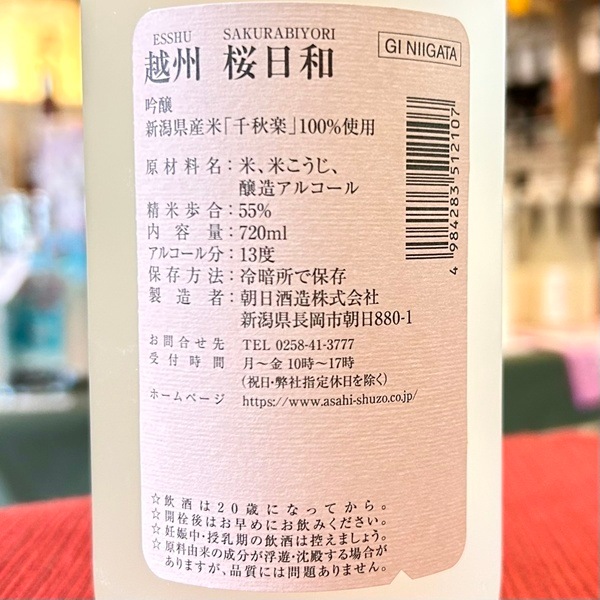 ESSHU SAKURABIYORI
越州 桜日和
GI NIIGATA
吟醸
新潟県産米「千秋楽」100%使用
原材料名：米、米こうじ、
醸造アルコール
精米歩合：55%
内容量：720ml
アルコール分：13度
保存方法：冷暗所で保存
製造者：朝日酒造株式会社
新潟県長岡市朝日880-1
お問合せ先 TEL 0258-41-3777
受付時間 月～金 10時～17時
（祝日・弊社指定休日を除く）
ホームページ https://www.asahi-shuzo.co.jp/
4 984283 512107
☆飲酒は20歳になってから。
☆開栓後はお早めにお飲みください。
☆妊娠中・授乳期の飲酒は控えましょう。
☆原料由来の成分が浮遊・沈殿する場合が
ありますが、品質には問題ありません。